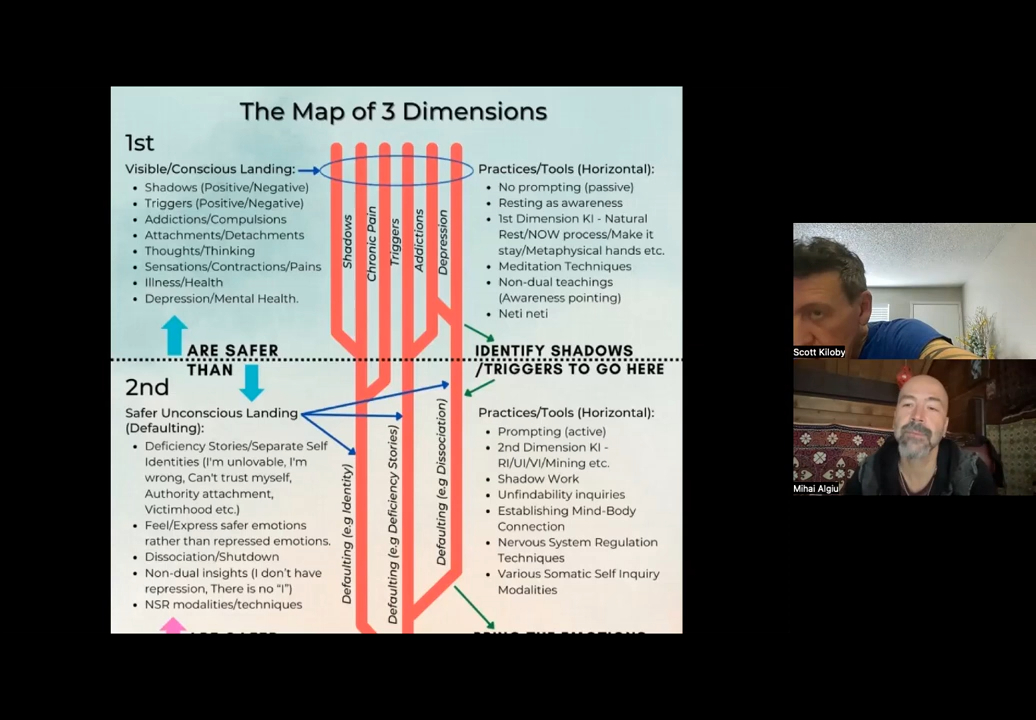 The Map of 3 Dimensions
1st
Visible/Conscious Landing:
• Shadows (Positive/Negative)
• Triggers (Positive/Negative)
• Addictions/Compulsions
• Attachments/Detachments
• Thoughts/Thinking
• Sensations/Contractions/Pains
• Illness/Health
• Depression/Mental Health.
Shadows
Chronic Pain
Triggers
Addictions
Depression
Practices/Tools (Horizontal):
• No prompting (passive)
• Resting as awareness
• 1st Dimension KI - Natural
Rest/NOW process/Make it
stay/Metaphysical hands etc.
• Meditation Techniques
• Non-dual teachings
(Awareness pointing)
• Neti neti
ARE SAFER
THAN
IDENTIFY SHADOWS
/TRIGGERS TO GO HERE
2nd
Safer Unconscious Landing
(Defaulting):
• Deficiency Stories/Separate Self
Identities (I'm unlovable, I'm
wrong, Can't trust myself,
Authority attachment,
Victimhood etc.)
• Feel/Express safer emotions
rather than repressed emotions.
• Dissociation/Shutdown
• Non-dual insights (I don't have
repression, There is no “I”)
• NSR modalities/techniques
Defaulting (e.g Identity)
Defaulting (e.g Deficiency Stories)
Defaulting (e.g Dissociation)
Practices/Tools (Horizontal):
• Prompting (active)
• 2nd Dimension KI -
RI/UI/VI/Mining etc.
• Shadow Work
• Unfindability inquiries
• Establishing Mind-Body
Connection
• Nervous System Regulation
Techniques
• Various Somatic Self Inquiry
Modalities
Scott Kiloby
Mihai Algiu